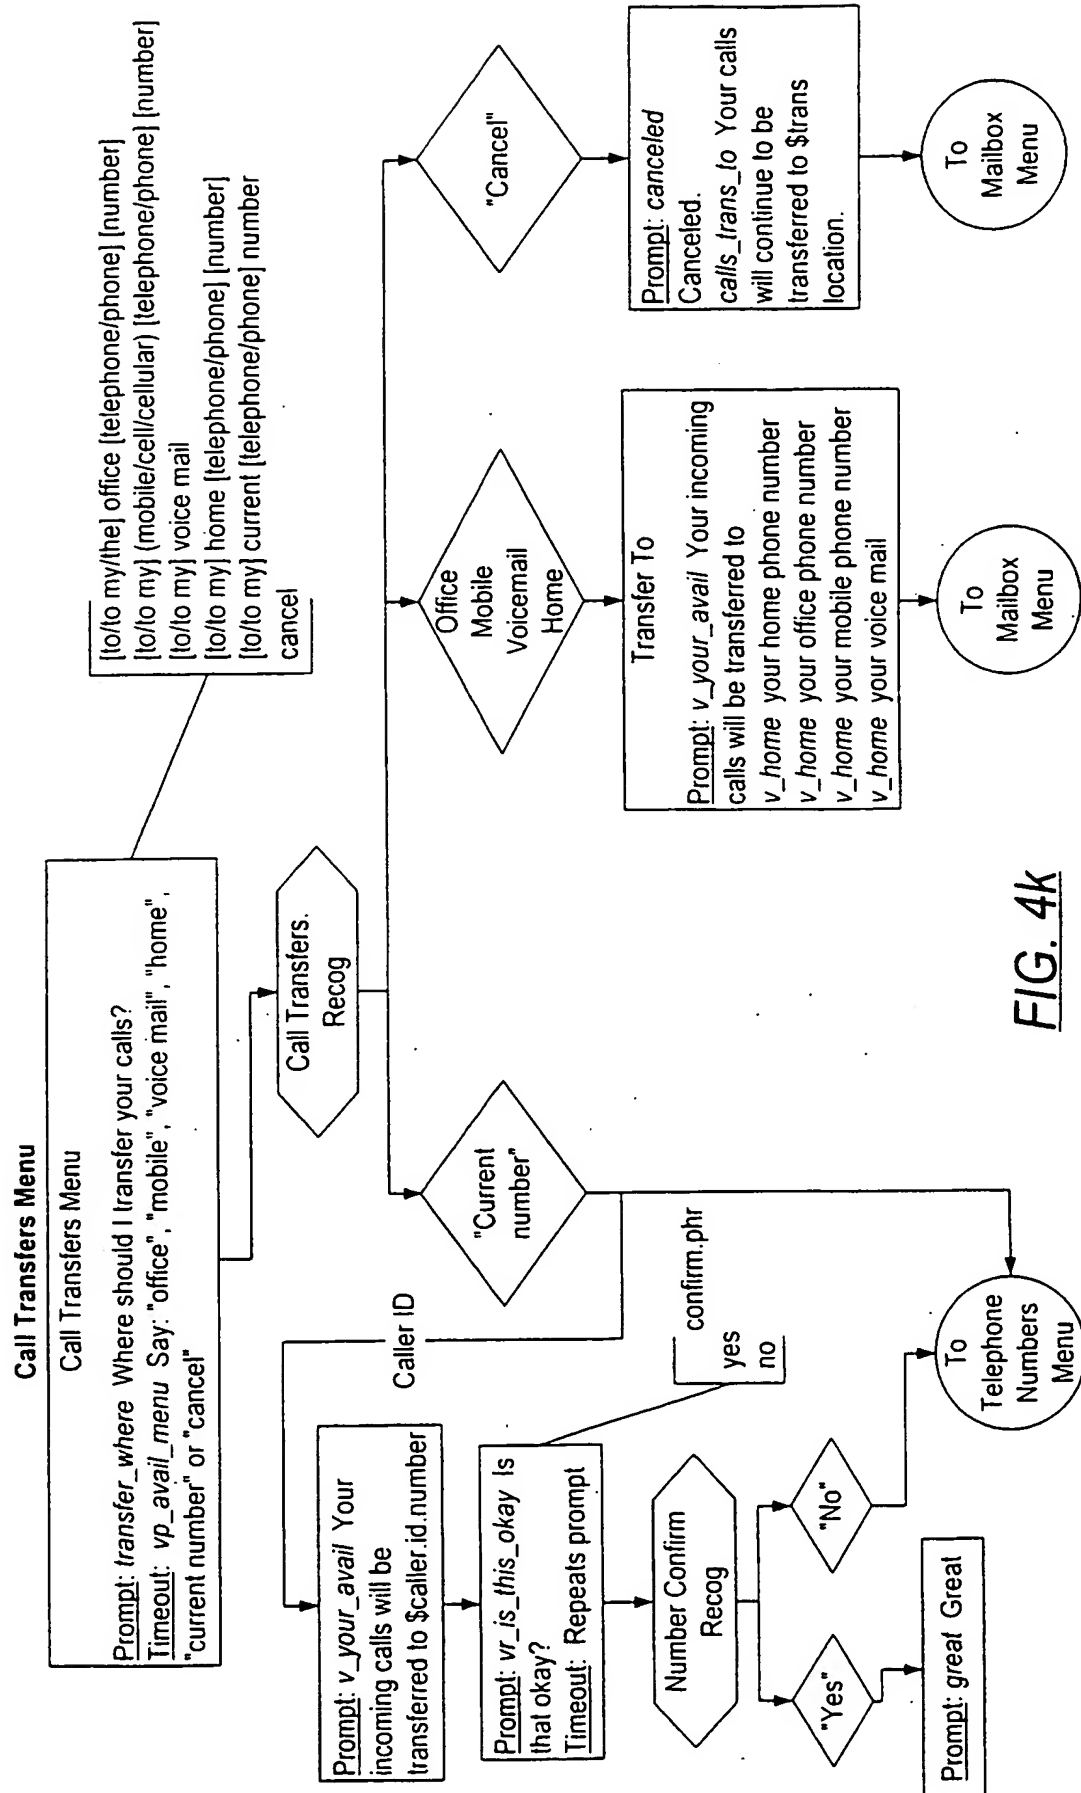 Call Transfers Menu
Call Transfers Menu
Prompt: transfer_where Where should I transfer your calls?
Timeout: vp_avail_menu Say: "office", "mobile", "voice mail", "home",
"current number" or "cancel"
[to/to my/the] office [telephone/phone] [number]
[to/to my] (mobile/cell/cellular) [telephone/phone] [number]
[to/to my] voice mail
[to/to my] home [telephone/phone] [number]
[to/to my] current [telephone/phone] number
cancel
Call Transfers.
Recog
"Current
number"
Office
Mobile
Voicemail
Home
"Cancel"
Caller ID
Prompt: v_your_avail Your
incoming calls will be
transferred to $caller.id.number
Prompt: vr_is_this_okay Is
that okay?
Timeout: Repeats prompt
confirm.phr
yes
no
Number Confirm
Recog
"Yes"
"No"
Prompt: great Great
To
Telephone
Numbers
Menu
Transfer To
Prompt: v_your_avail Your incoming
calls will be transferred to
v_home your home phone number
v_home your office phone number
v_home your mobile phone number
v_home your voice mail
To
Mailbox
Menu
Prompt: canceled
Canceled.
calls_trans_to Your calls
will continue to be
transferred to $trans
location.
To
Mailbox
Menu
FIG. 4k